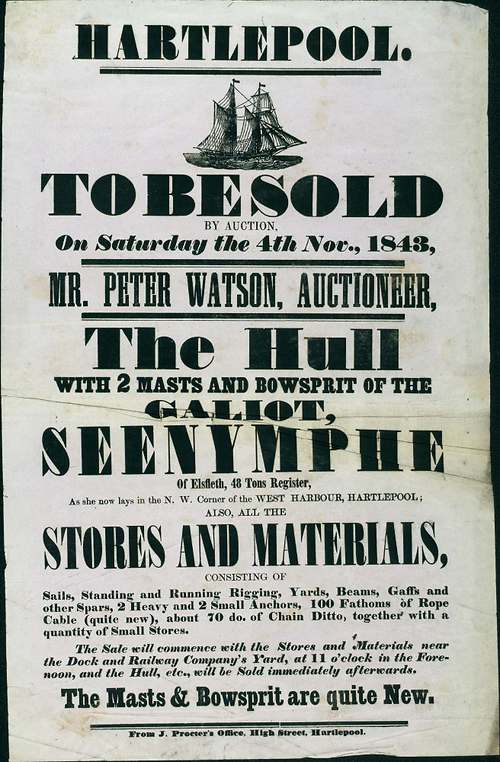 HARTLEPOOL.
TO BE SOLD
BY AUCTION,
On Saturday the 4th Nov., 1843,
MR. PETER WATSON, AUCTIONEER,
The Hull
WITH 2 MASTS AND BOWSPRIT OF THE
GALIOT,
SEENYMPHE
Of Elsfleth, 48 Tons Register,
As she now lays in the N. W. Corner of the WEST HARBOUR, HARTLEPOOL;
ALSO, ALL THE
STORES AND MATERIALS,
CONSISTING OF
Sails, Standing and Running Rigging, Yards, Beams, Gaffs and
other Spars, 2 Heavy and 2 Small Anchors, 100 Fathoms of Rope
Cable (quite new), about 70 do. of Chain Ditto, together with a
quantity of Small Stores.
The Sale will commence with the Stores and Materials near
the Dock and Railway Company's Yard, at 11 o'clock in the Fore-
noon, and the Hull, etc., will be Sold immediately afterwards.
The Masts & Bowsprit are quite New.
From J. Procter's Office, High Street, Hartlepool.